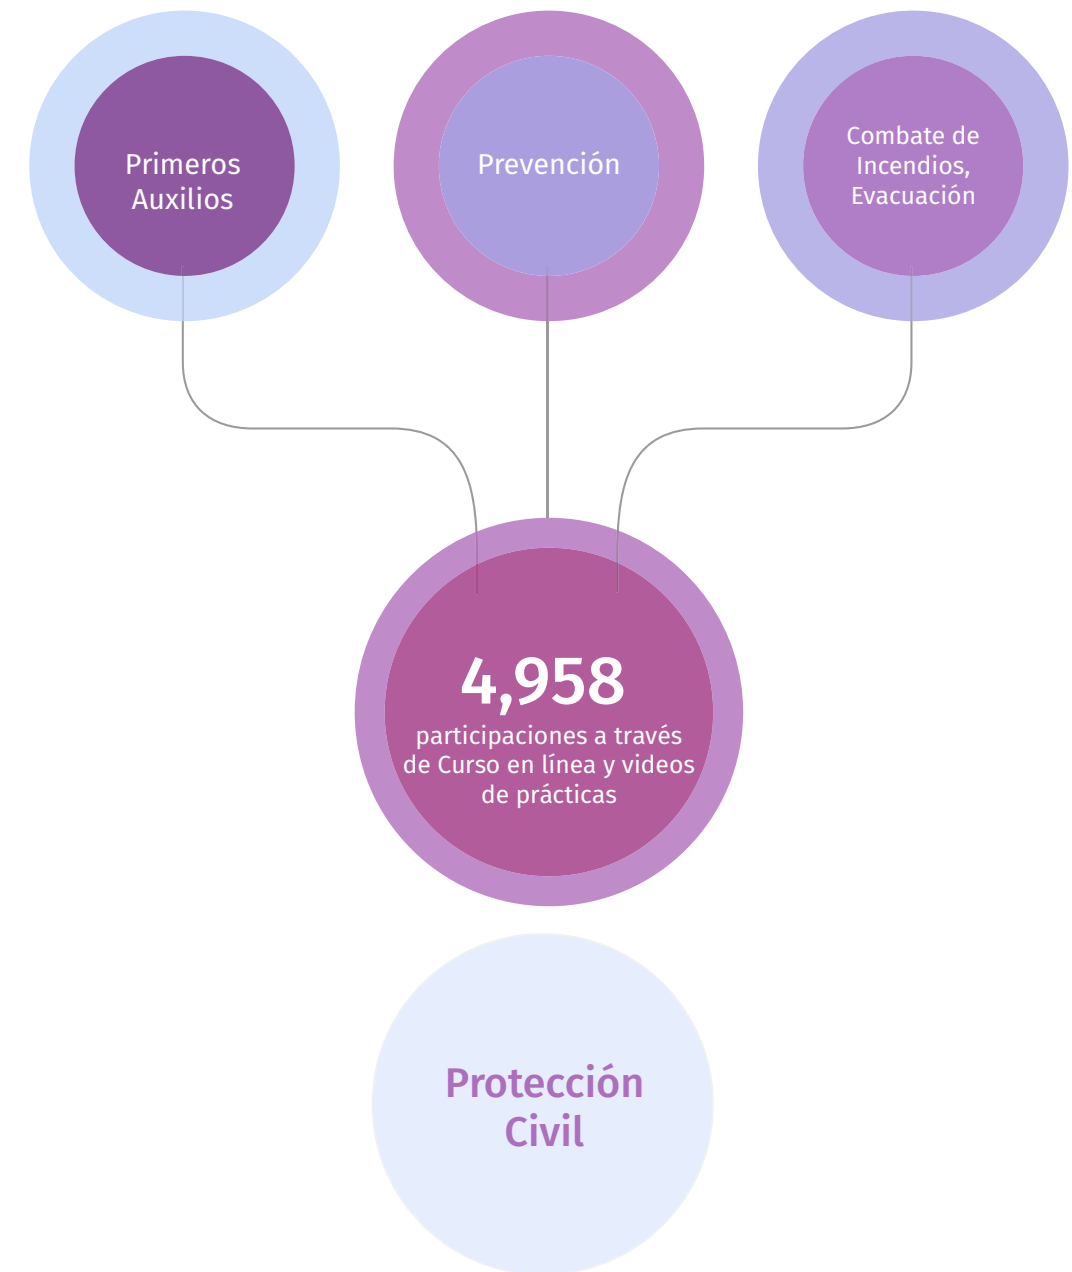 Primeros
Auxilios
Prevención
Combate de
Incendios,
Evacuación
4,958
participaciones a través
de Curso en línea y videos
de prácticas
Protección
Civil